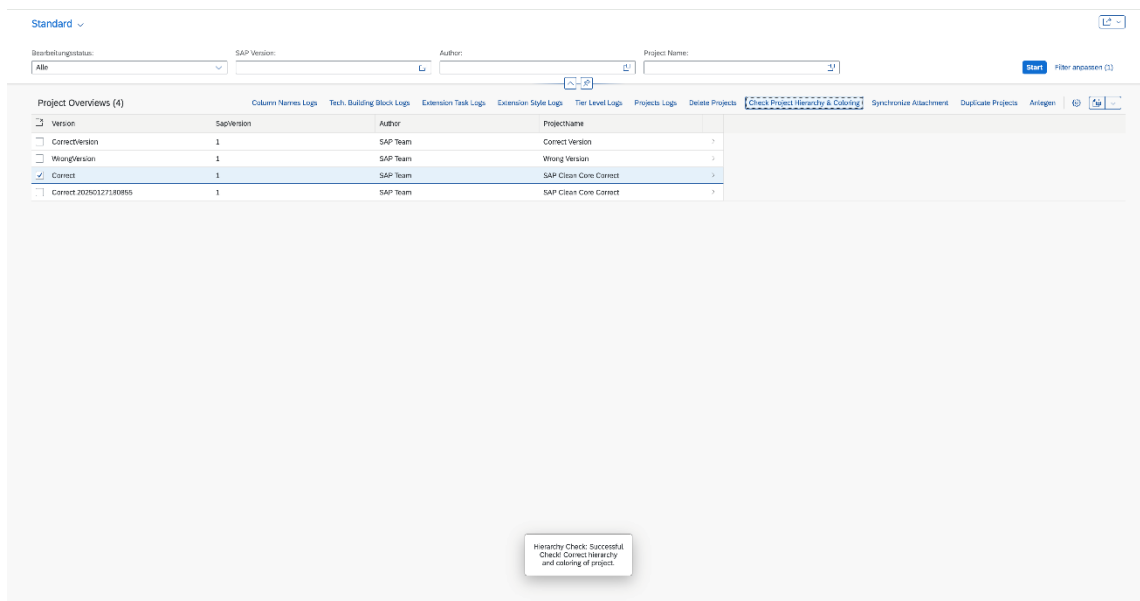 Standard
Bearbeitungsstatus: SAP Version: Author: Project Name:
Alle
Start Filter anpassen (1)
Project Overviews (4) Column Names Logs Tech. Building Block Logs Extension Task Logs Extension Style Logs Tier Level Logs Projects Logs Delete Projects Check Project Hierarchy & Coloring Synchronize Attachment Duplicate Projects Anlegen
Version SapVersion Author ProjectName
CorrectVersion 1 SAP Team Correct Version
WrongVersion 1 SAP Team Wrong Version
Correct 1 SAP Team SAP Clean Core Correct
Correct 20250127180855 1 SAP Team SAP Clean Core Correct
Hierarchy Check: Successful
Check! Correct hierarchy
and coloring of project.